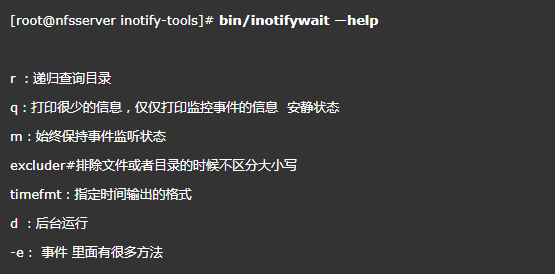 [root@nfsserver inotify-tools]# bin/inotifywait —help
r ：递归查询目录
q：打印很少的信息，仅仅打印监控事件的信息  安静状态
m：始终保持事件监听状态
excluder#排除文件或者目录的时候不区分大小写
timefmt：指定时间输出的格式
d ：后台运行
-e： 事件 里面有很多方法